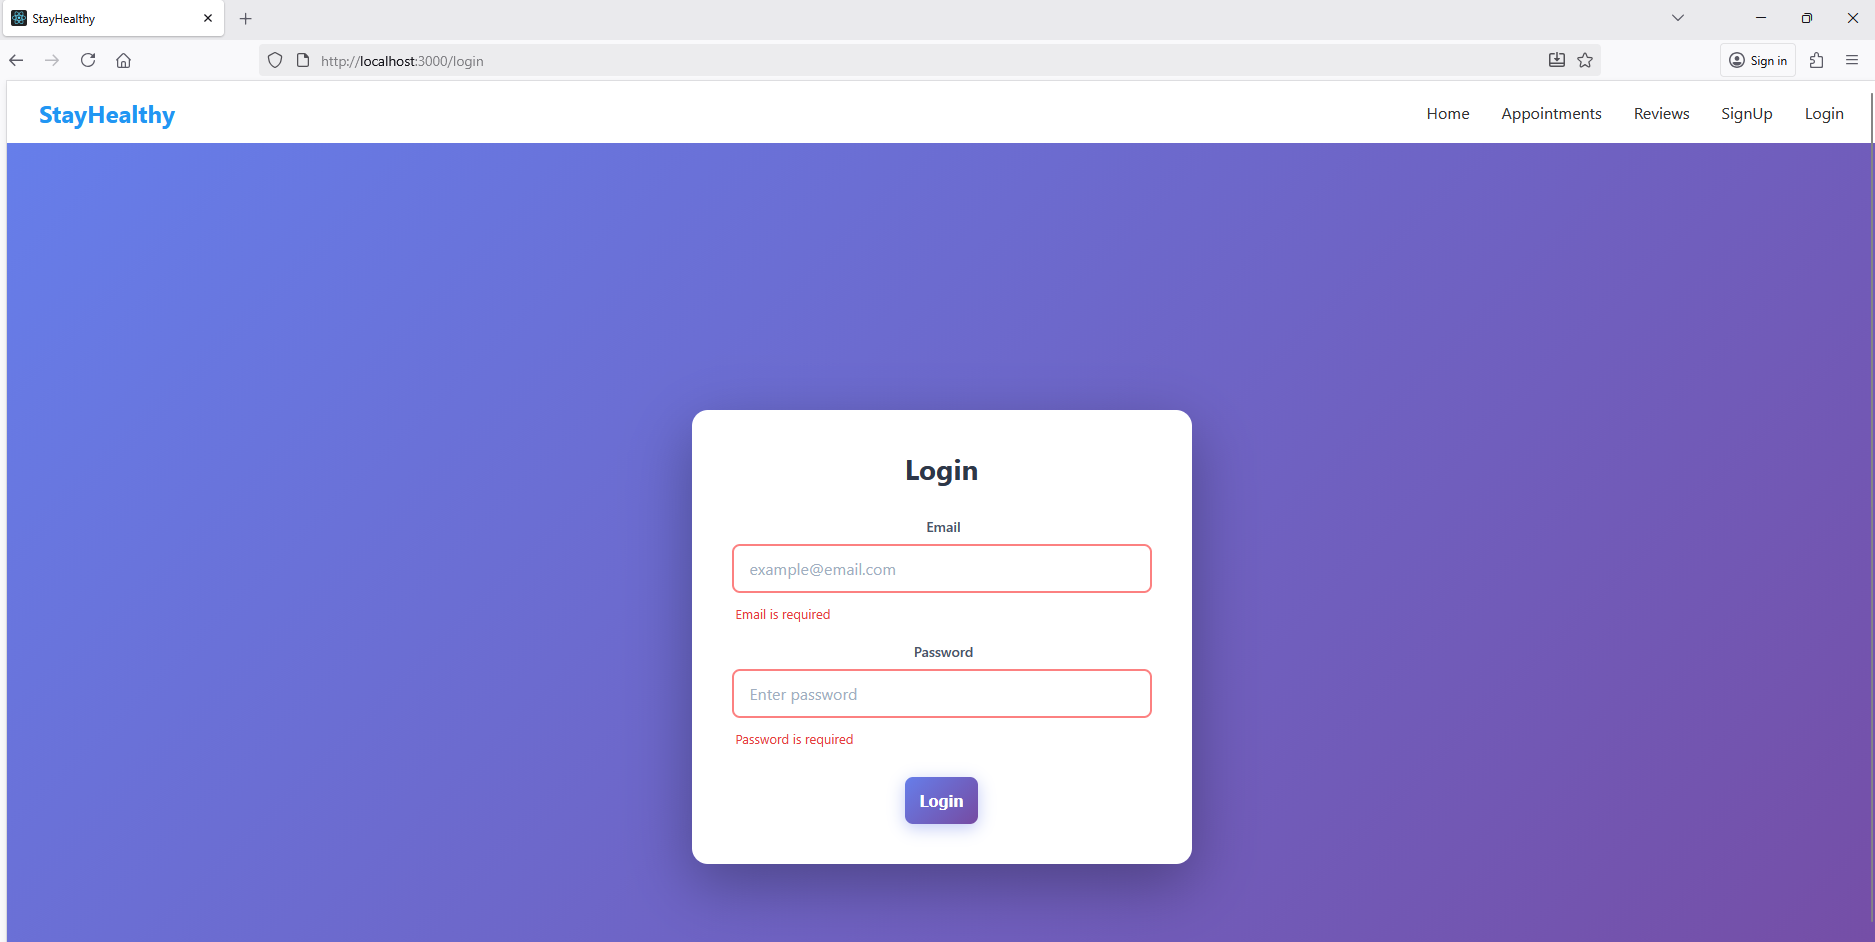 StayHealthy
http://localhost:3000/login
Sign in
StayHealthy
Home Appointments Reviews SignUp Login
Login
Email
example@email.com
Email is required
Password
Enter password
Password is required
Login